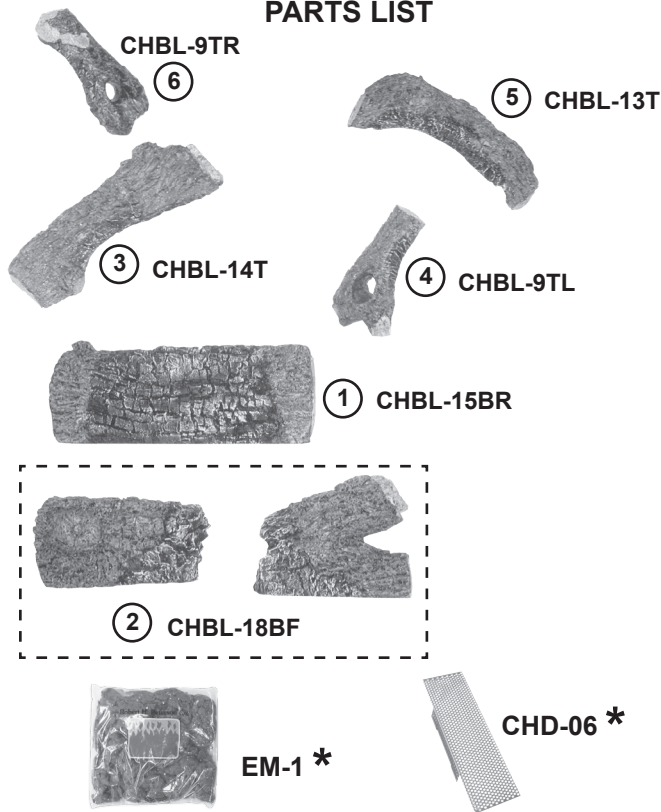 PARTS LIST
CHBL-9TR
6
5 CHBL-13T
3 CHBL-14T
4 CHBL-9TL
1 CHBL-15BR
2 CHBL-18BF
EM-1 *
CHD-06 *